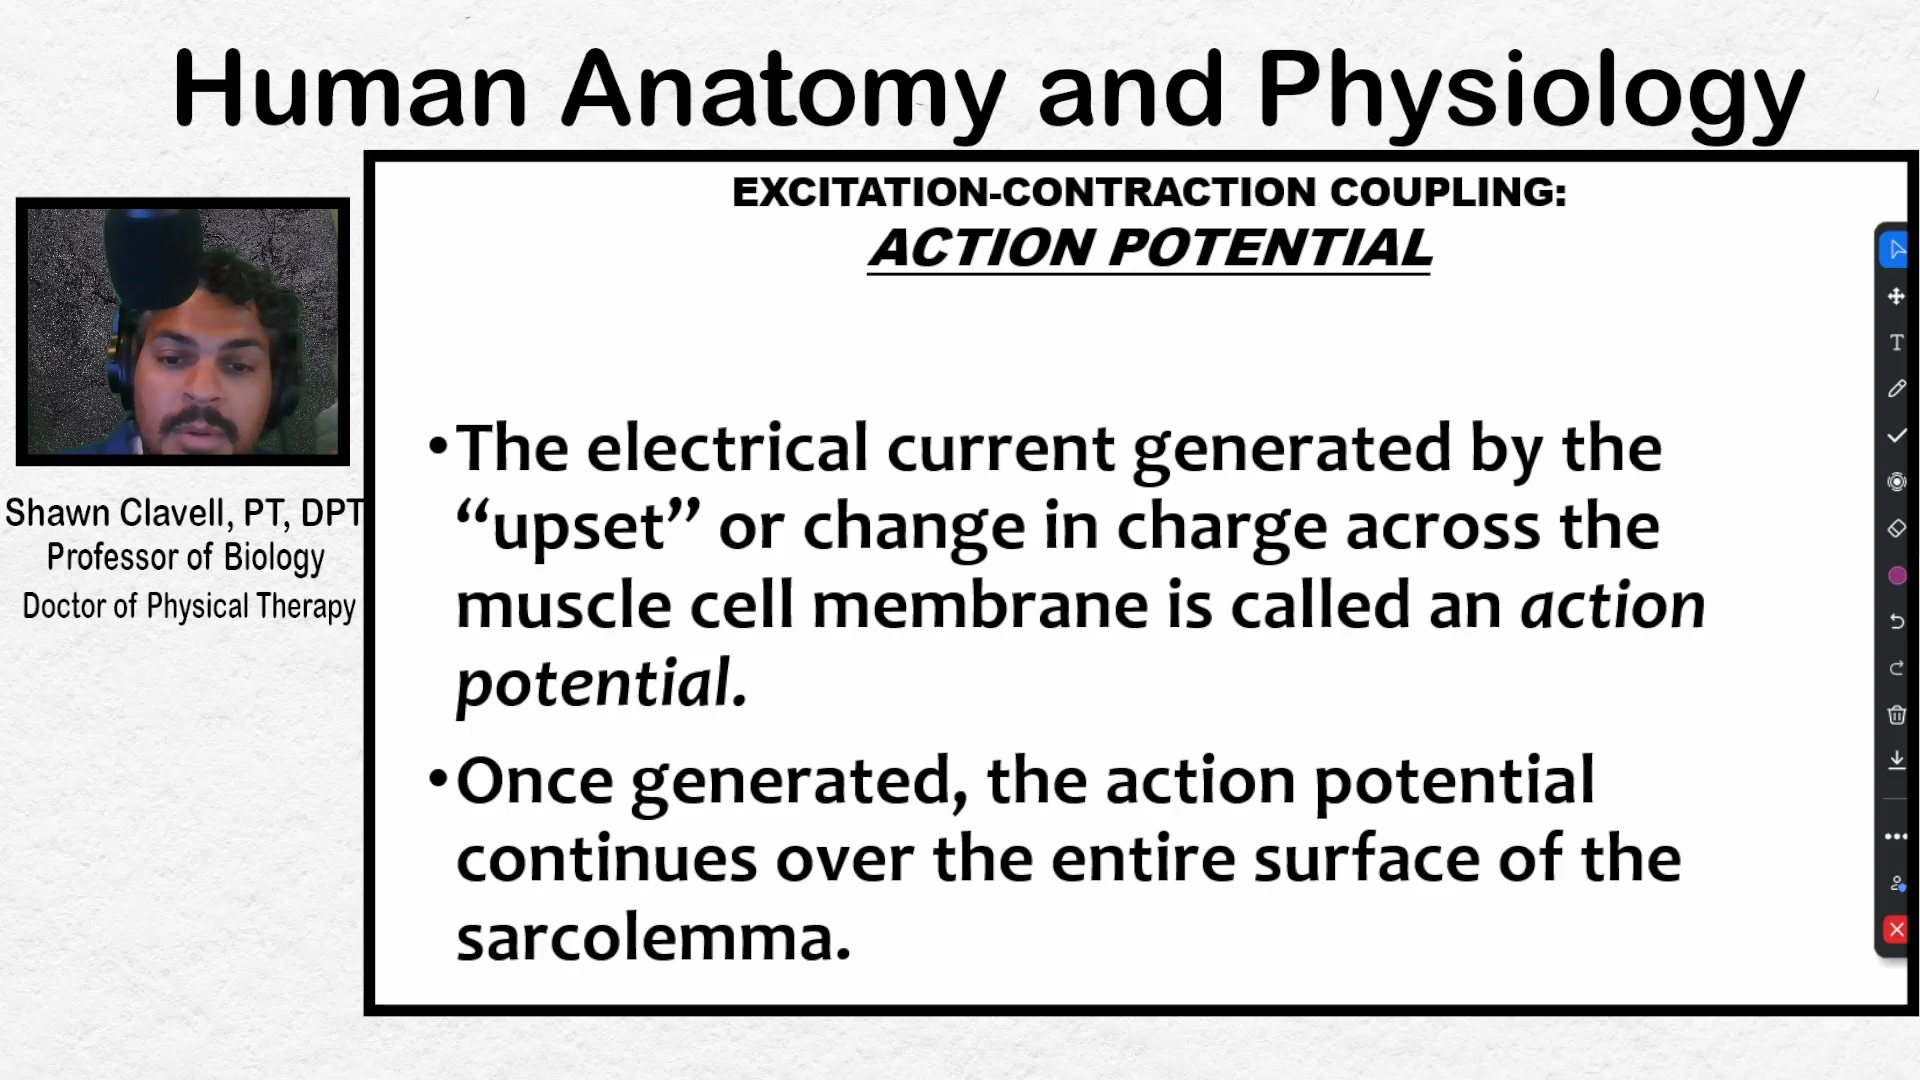 Human Anatomy and Physiology
EXCITATION-CONTRACTION COUPLING:
ACTION POTENTIAL
Shawn Clavell, PT, DPT
Professor of Biology
Doctor of Physical Therapy
•The electrical current generated by the
“upset” or change in charge across the
muscle cell membrane is called an action
potential.
•Once generated, the action potential
continues over the entire surface of the
sarcolemma.